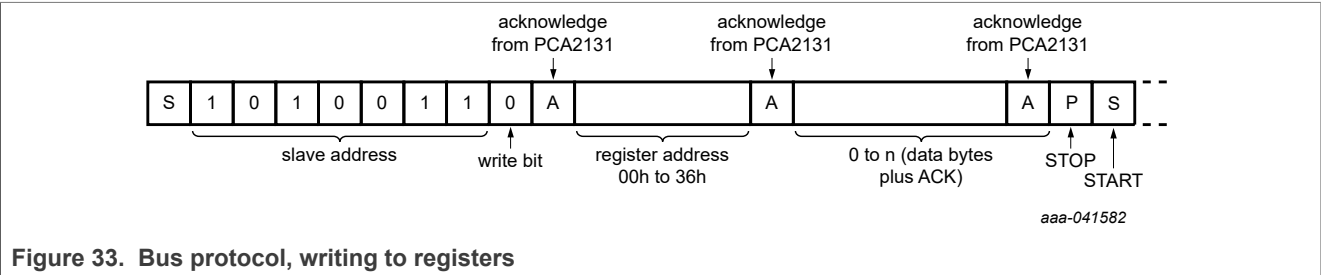 acknowledge
from PCA2131
acknowledge
from PCA2131
acknowledge
from PCA2131
S 1 0 1 0 0 1 1 0 A A A P S
slave address
write bit
register address
00h to 36h
0 to n (data bytes
plus ACK)
STOP
START
aaa-041582
Figure 33. Bus protocol, writing to registers